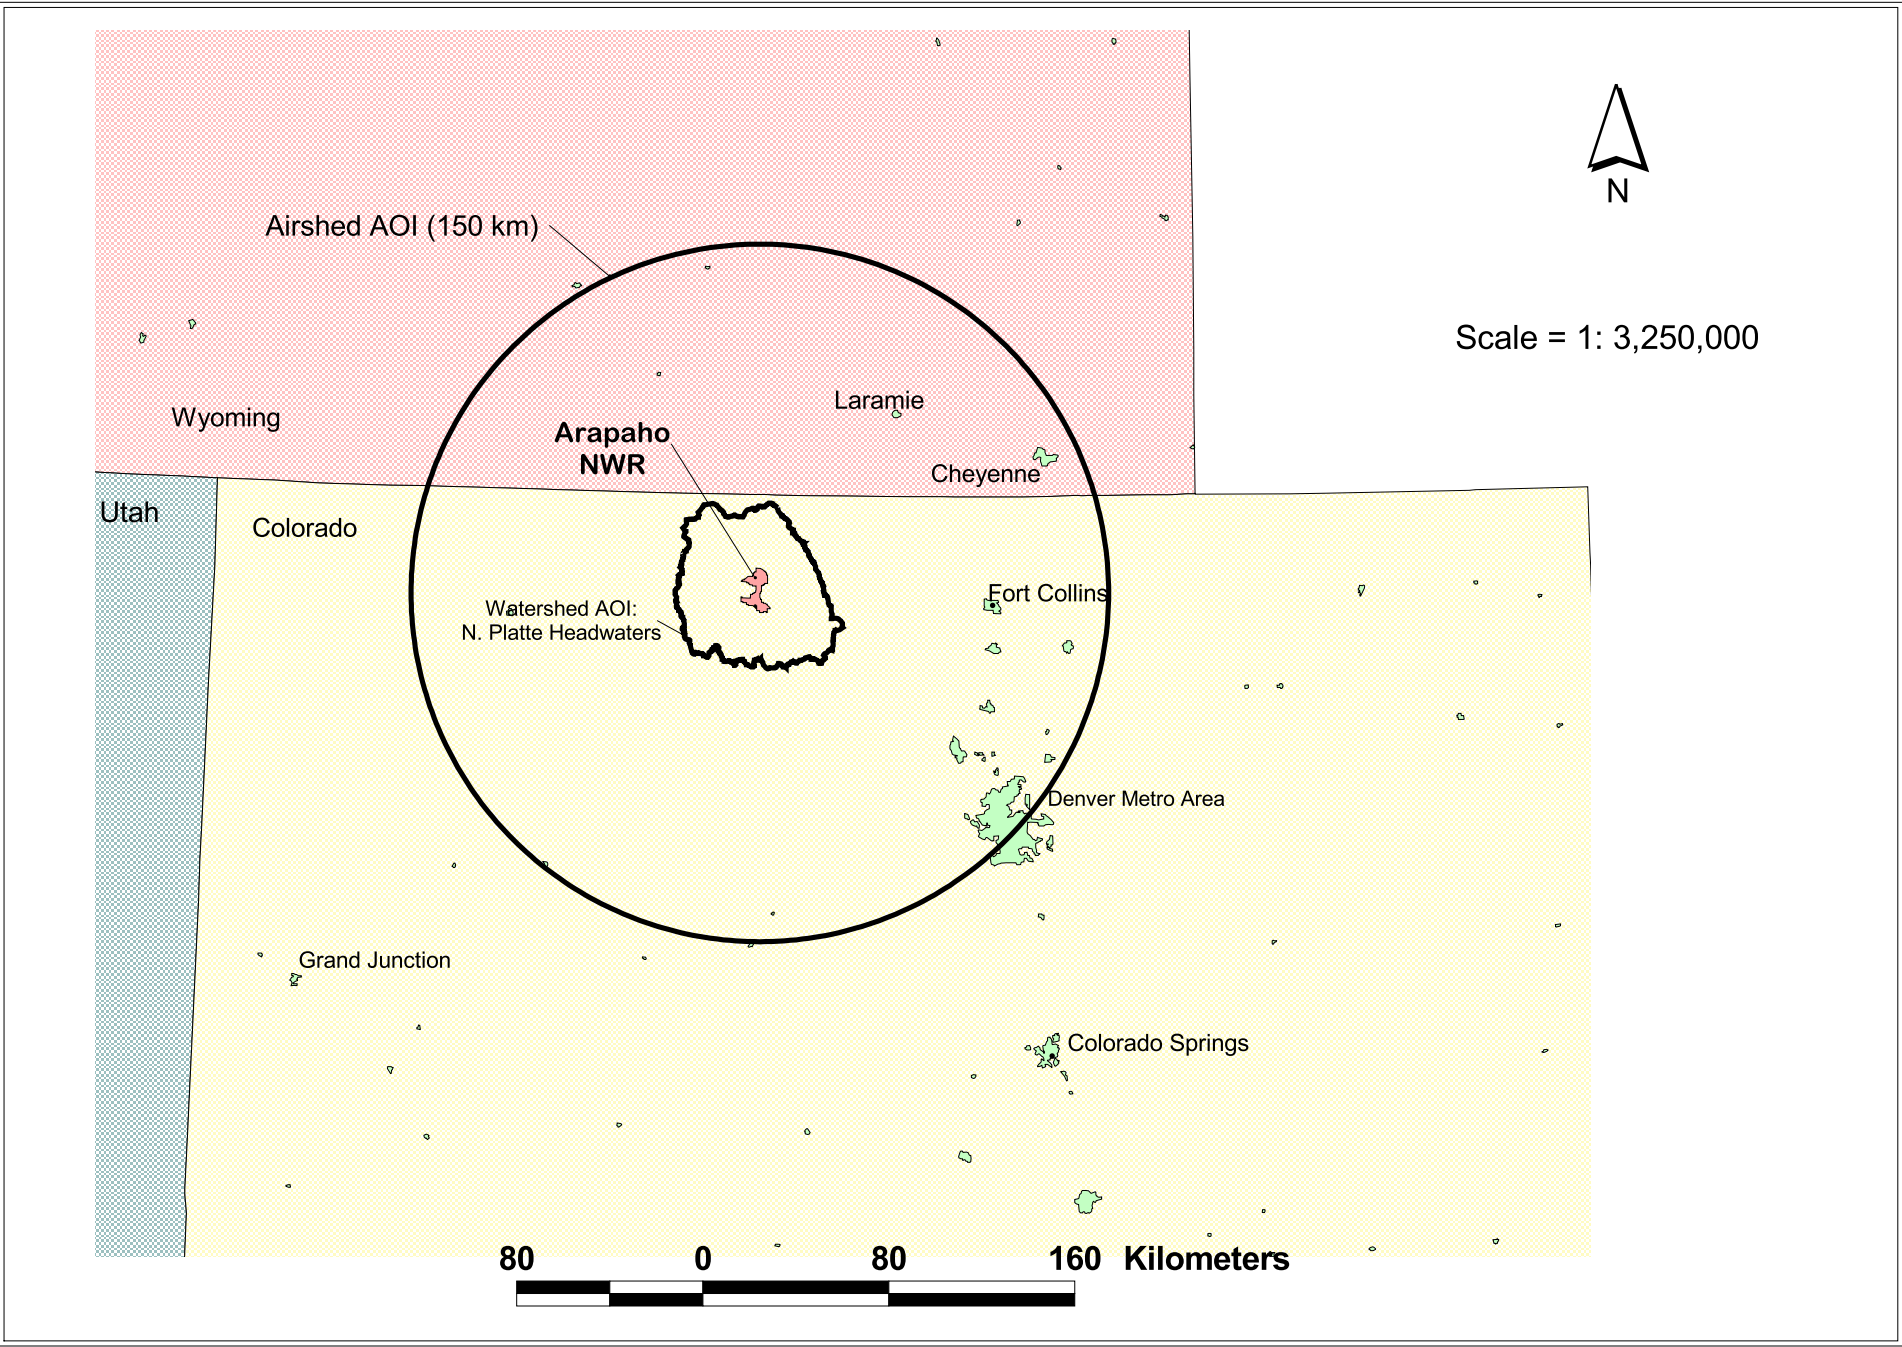 N
Airshed AOI (150 km)
Scale = 1: 3,250,000
Laramie
Wyoming
Arapaho
NWR
Cheyenne
Utah
Colorado
Fort Collins
Watershed AOI:
N. Platte Headwaters
Denver Metro Area
Grand Junction
Colorado Springs
80 0 80 160 Kilometers